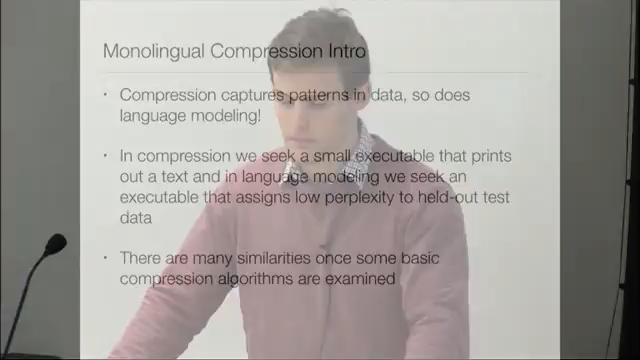 Monolingual Compression Intro
• Compression captures patterns in data, so does
language modeling!
• In compression we seek a small executable that prints
out a text and in language modeling we seek an
executable that assigns low perplexity to held-out test
data
• There are many similarities once some basic
compression algorithms are examined